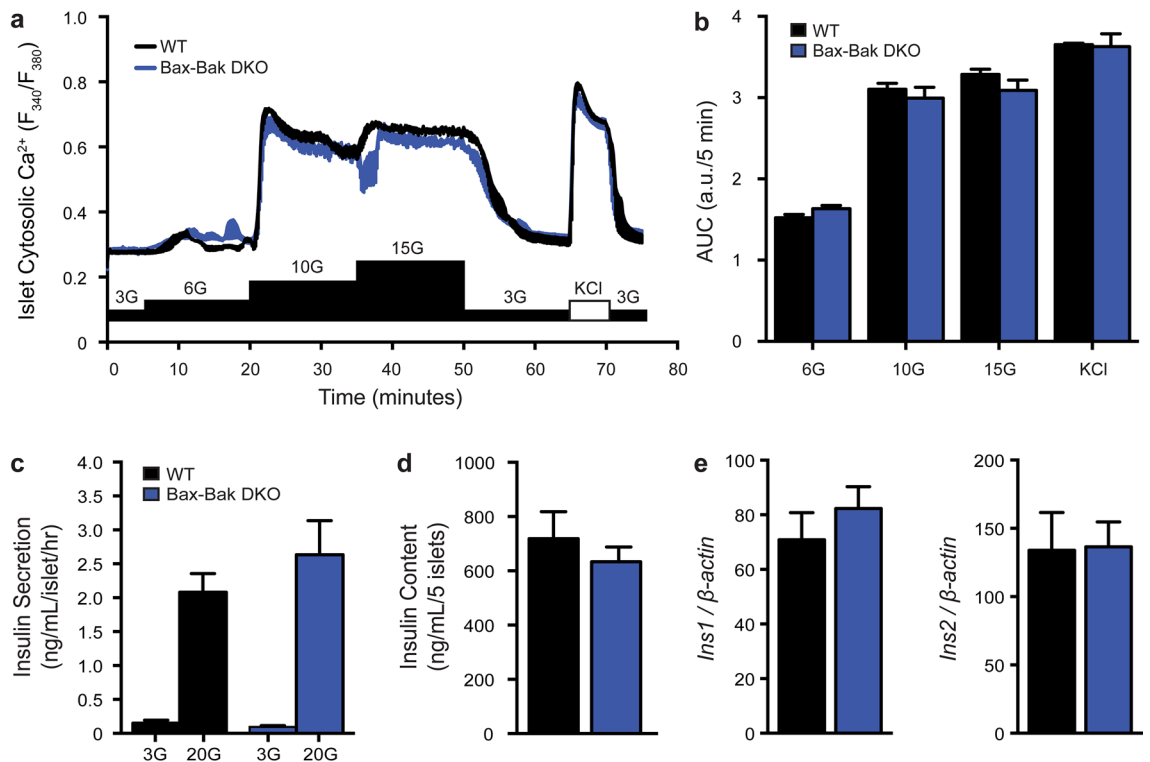 a
Islet Cytosolic Ca²⁺ (F₃₄₀/F₃₈₀)
1.0
0.8
0.6
0.4
0.2
0
WT
Bax-Bak DKO
3G
6G
10G
15G
3G
KCl
3G
0 10 20 30 40 50 60 70 80
Time (minutes)
b
AUC (a.u./5 min)
4
3
2
1
0
WT
Bax-Bak DKO
6G 10G 15G KCl
c
Insulin Secretion
(ng/mL/islet/hr)
4.0
3.5
3.0
2.5
2.0
1.5
1.0
0.5
0
WT
Bax-Bak DKO
3G 20G 3G 20G
d
Insulin Content
(ng/mL/5 islets)
1000
800
600
400
200
0
e
Ins1 / β-actin
100
80
60
40
20
0
Ins2 / β-actin
200
150
100
50
0